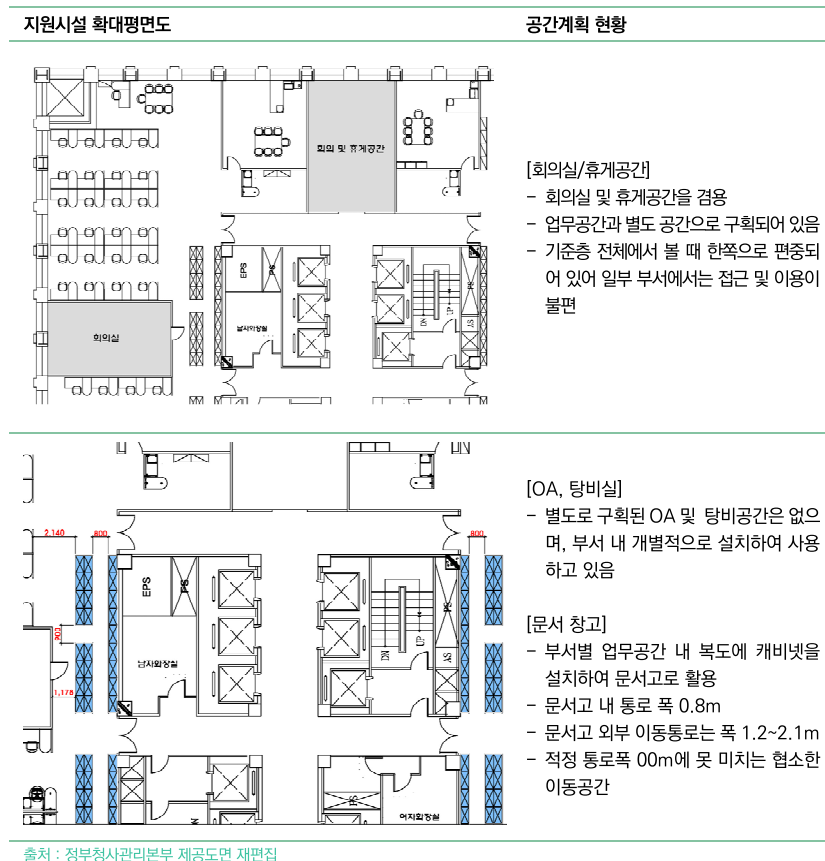 지원시설 확대평면도
공간계획 현황
회의 및 휴게공간
EPS
PS
남자화장실
회의실
DN
UP
PS
AV
[회의실/휴게공간]
- 회의실 및 휴게공간을 겸용
- 업무공간과 별도 공간으로 구획되어 있음
- 기준층 전체에서 볼 때 한쪽으로 편중되
어 있어 일부 부서에서는 접근 및 이용이
불편
2,140
800
800
EPS
PS
남자화장실
903
1,178
DN
UP
PS
AV
PS
여자화장실
[OA, 탕비실]
- 별도로 구획된 OA 및 탕비공간은 없으
며, 부서 내 개별적으로 설치하여 사용
하고 있음
[문서 창고]
- 부서별 업무공간 내 복도에 캐비넷을
설치하여 문서고로 활용
- 문서고 내 통로 폭 0.8m
- 문서고 외부 이동통로는 폭 1.2~2.1m
- 적정 통로폭 00m에 못 미치는 협소한
이동공간
출처 : 정부청사관리본부 제공도면 재편집